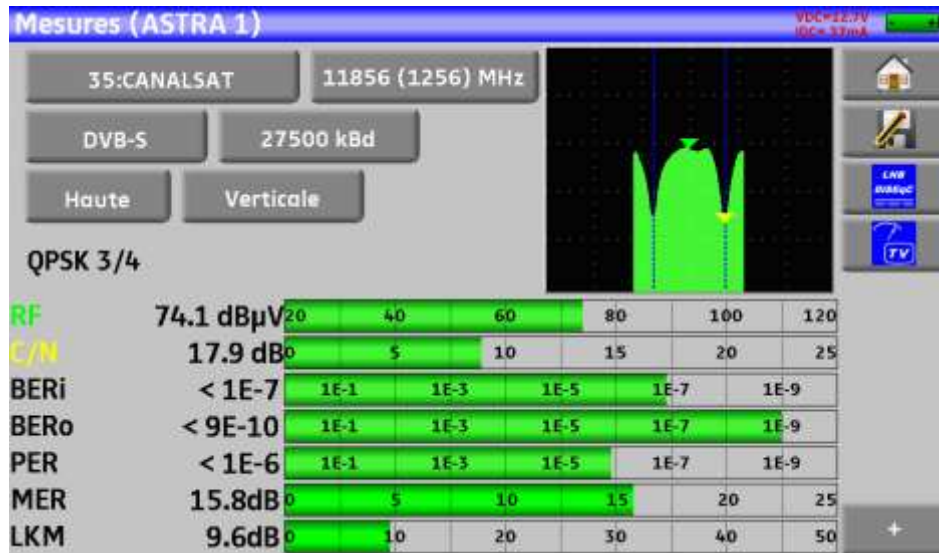 Mesures (ASTRA 1)
VDC=12.7V
IDC= 37mA
35:CANALSAT 11856 (1256) MHz
DVB-S 27500 kBd
Haute Verticale
QPSK 3/4
LNB
DiSEqC
TV
RF 74.1 dBµV 20 40 60 80 100 120
C/N 17.9 dB 0 5 10 15 20 25
BERi < 1E-7 1E-1 1E-3 1E-5 1E-7 1E-9
BERo < 9E-10 1E-1 1E-3 1E-5 1E-7 1E-9
PER < 1E-6 1E-1 1E-3 1E-5 1E-7 1E-9
MER 15.8dB 0 5 10 15 20 25
LKM 9.6dB 0 10 20 30 40 50
+